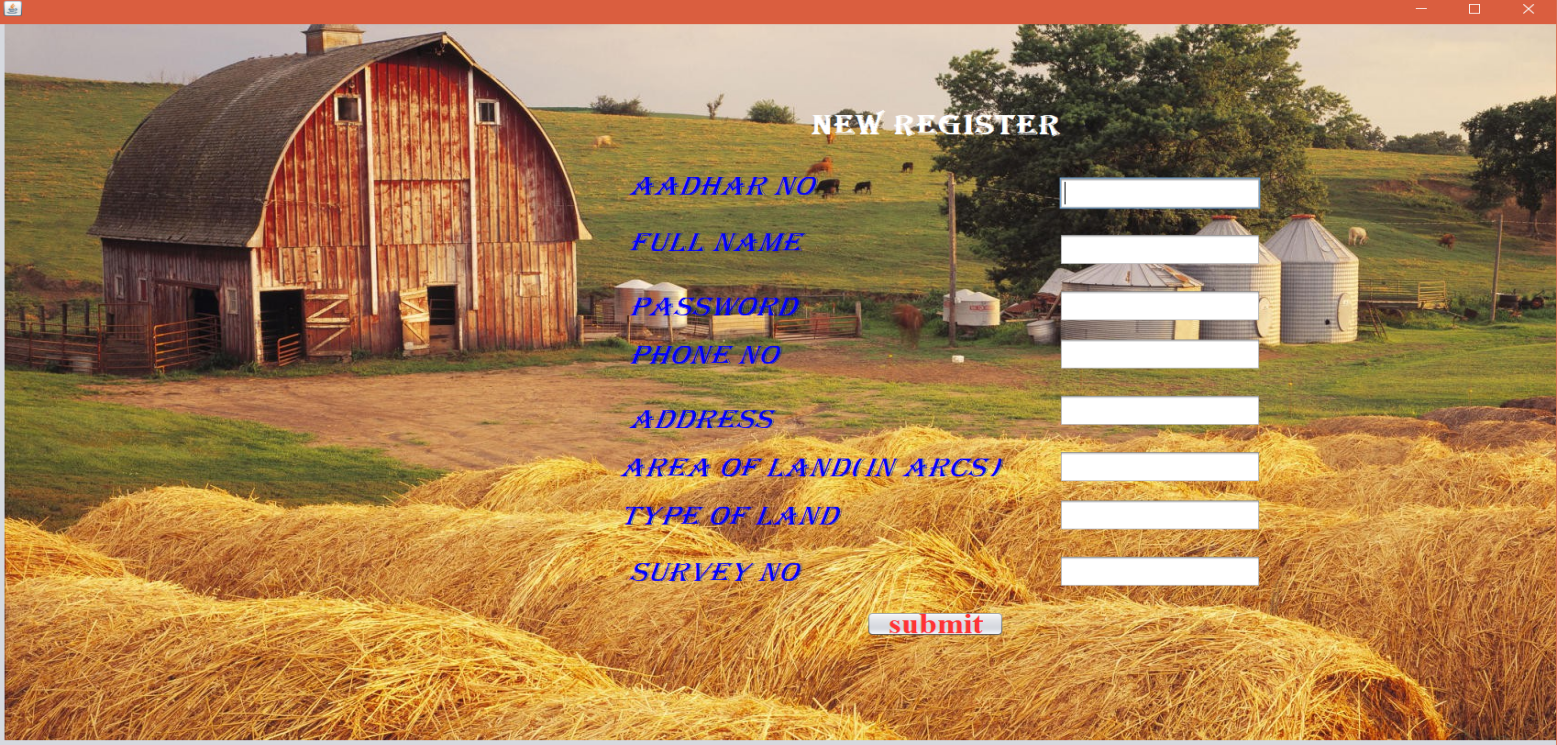 NEW REGISTER
AADHAR NO
FULL NAME
PASSWORD
PHONE NO
ADDRESS
AREA OF LAND(IN ARCS)
TYPE OF LAND
SURVEY NO
submit